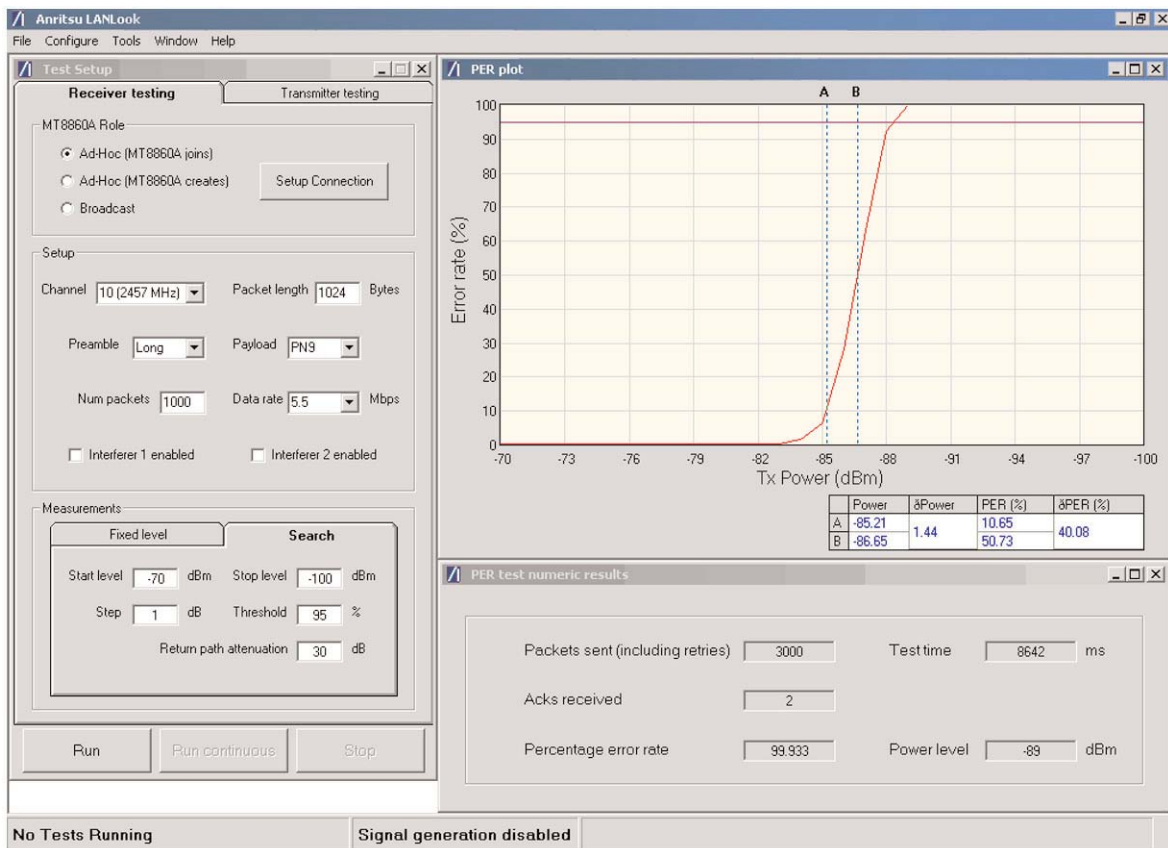 Anritsu LANLook
File Configure Tools Window Help
Test Setup
Receiver testing Transmitter testing
MT8860A Role
Ad-Hoc (MT8860A joins)
Ad-Hoc (MT8860A creates)
Setup Connection
Broadcast
Setup
Channel 10 (2457 MHz) Packet length 1024 Bytes
Preamble Long Payload PN9
Num packets 1000 Data rate 5.5 Mbps
Interferer 1 enabled Interferer 2 enabled
Measurements
Fixed level Search
Start level -70 dBm Stop level -100 dBm
Step 1 dB Threshold 95 %
Return path attenuation 30 dB
Run Run continuous Stop
PER plot
A B
100
90
80
70
60
50
40
30
20
10
0
Error rate (%)
-70 -73 -76 -79 -82 -85 -88 -91 -94 -97 -100
Tx Power (dBm)
Power ðPower PER (%) ðPER (%)
A -85.21 1.44 10.65 40.08
B -86.65 50.73
PER test numeric results
Packets sent (including retries) 3000 Test time 8642 ms
Acks received 2
Percentage error rate 99.933 Power level -89 dBm
No Tests Running Signal generation disabled